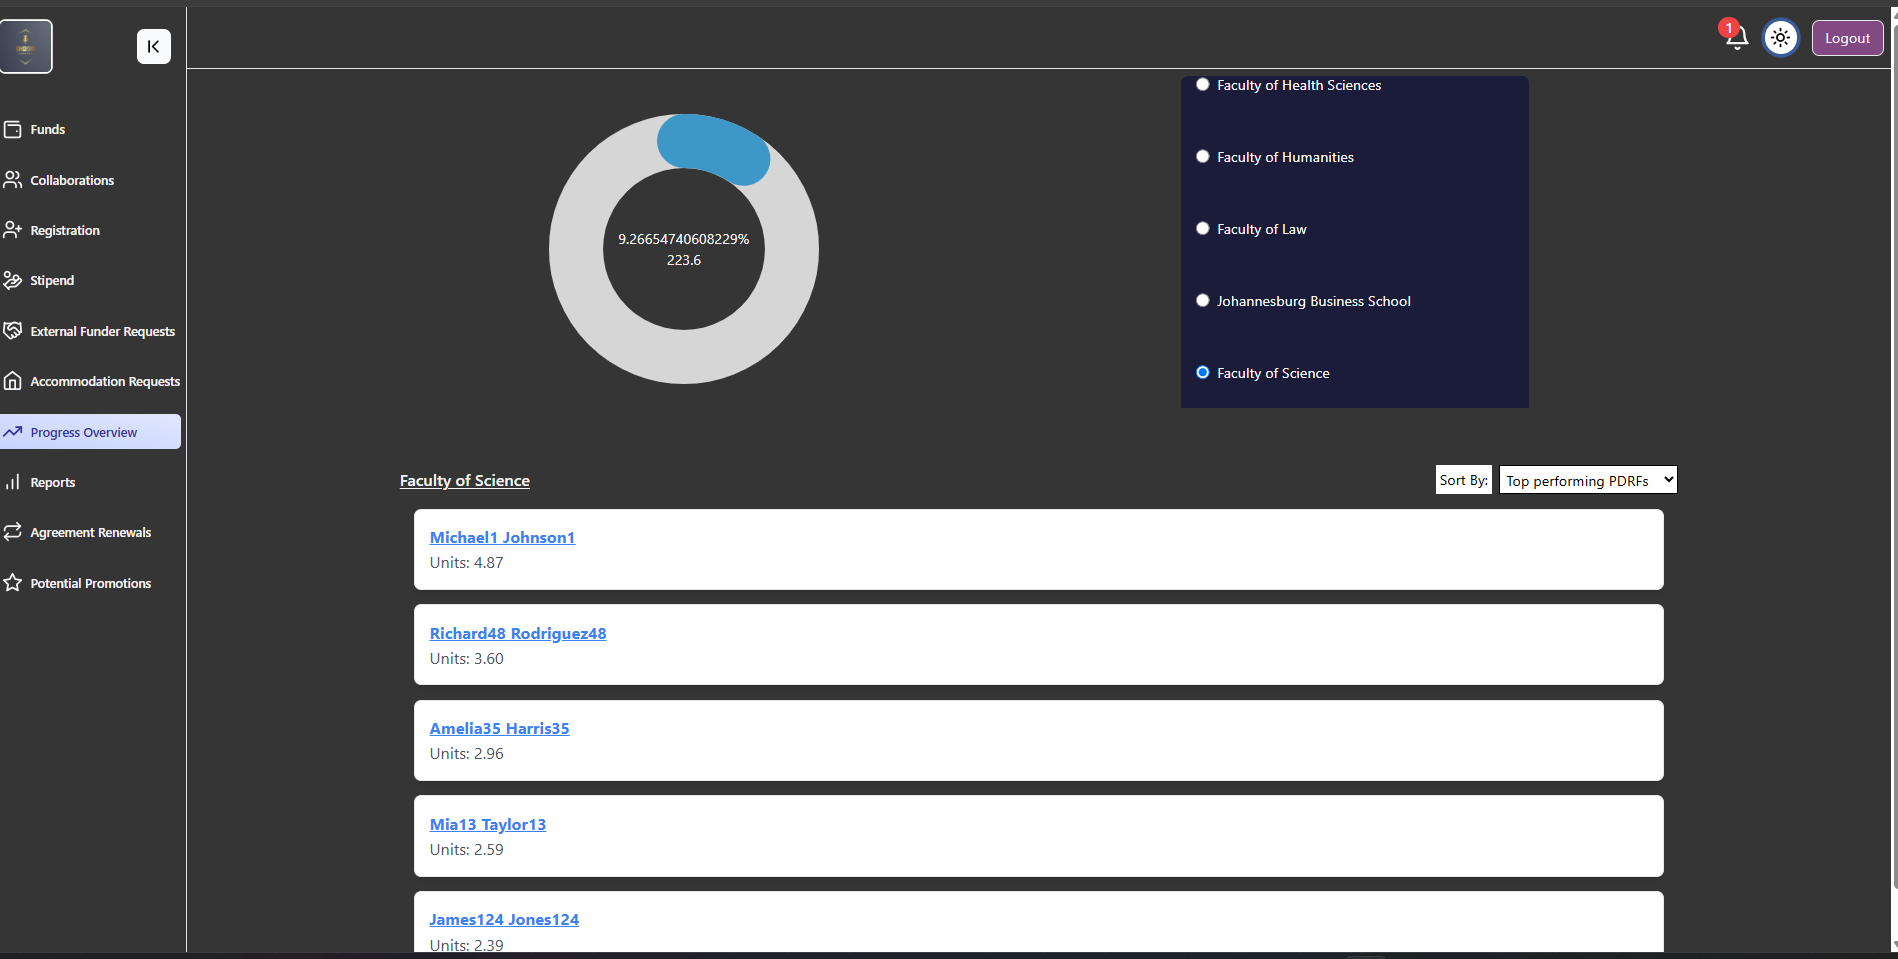 1
Logout
Funds
Collaborations
Registration
Stipend
External Funder Requests
Accommodation Requests
Progress Overview
Reports
Agreement Renewals
Potential Promotions
9.26654740608229%
223.6
Faculty of Health Sciences
Faculty of Humanities
Faculty of Law
Johannesburg Business School
Faculty of Science
Faculty of Science
Sort By: Top performing PDRFs
Michael1 Johnson1
Units: 4.87
Richard48 Rodriguez48
Units: 3.60
Amelia35 Harris35
Units: 2.96
Mia13 Taylor13
Units: 2.59
James124 Jones124
Units: 2.39